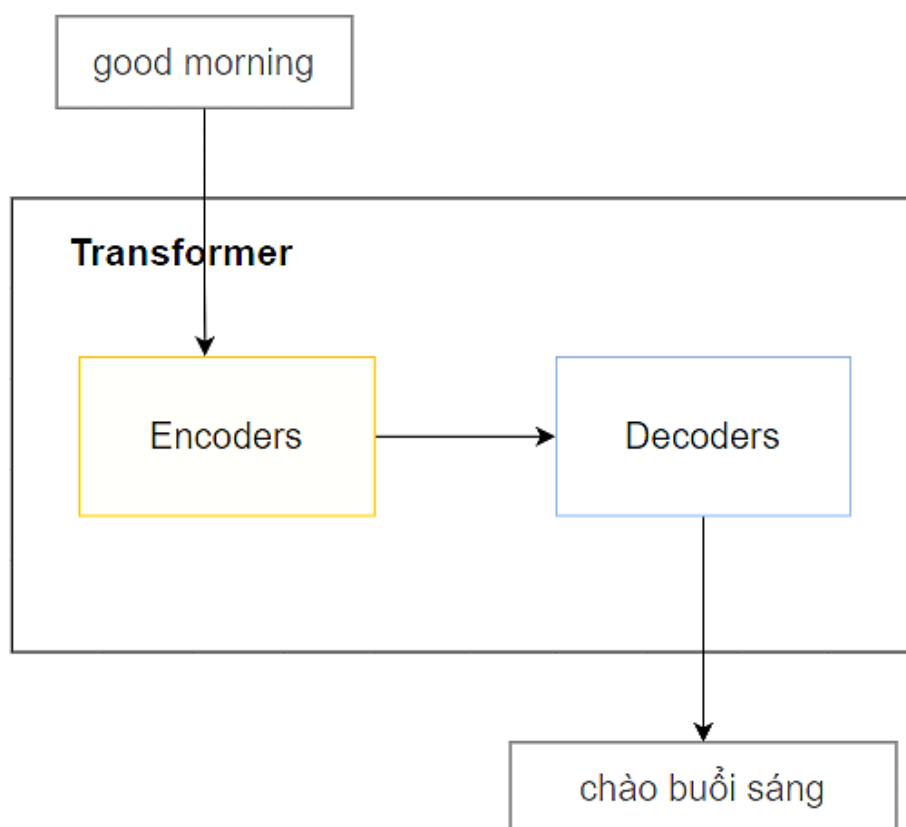 good morning
Transformer
Encoders
Decoders
chào buổi sáng